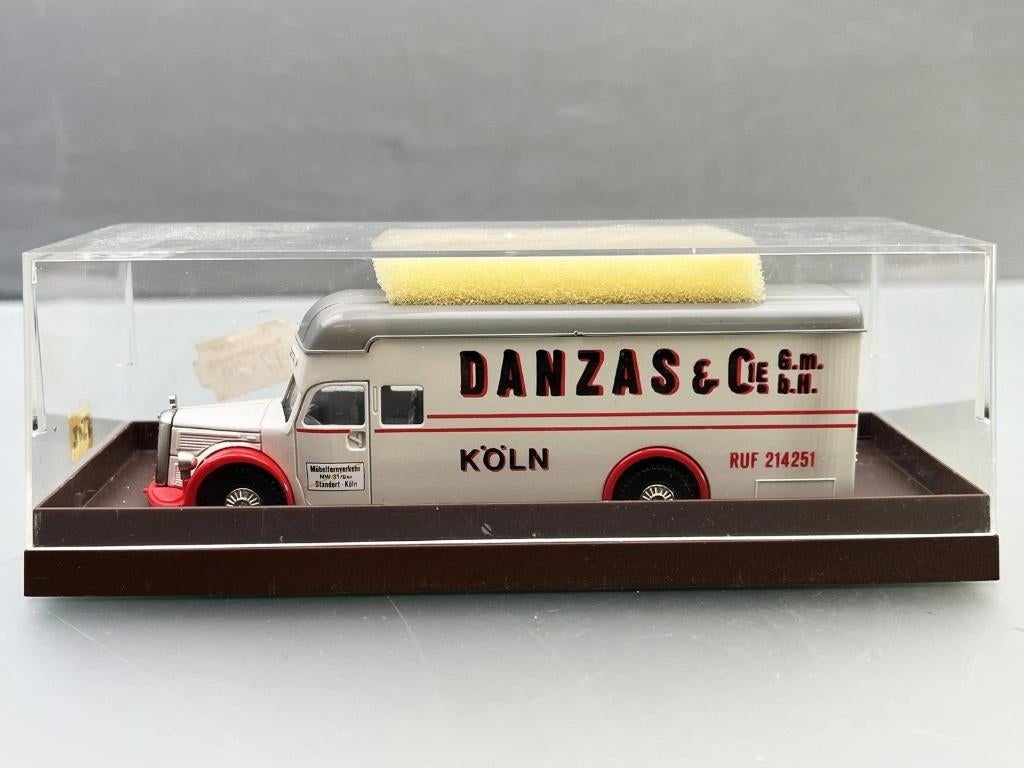 DANZAS & CIE G.m.b.H.
KÖLN
RUF 214251
Möbelfernverkehr
Standort - Köln